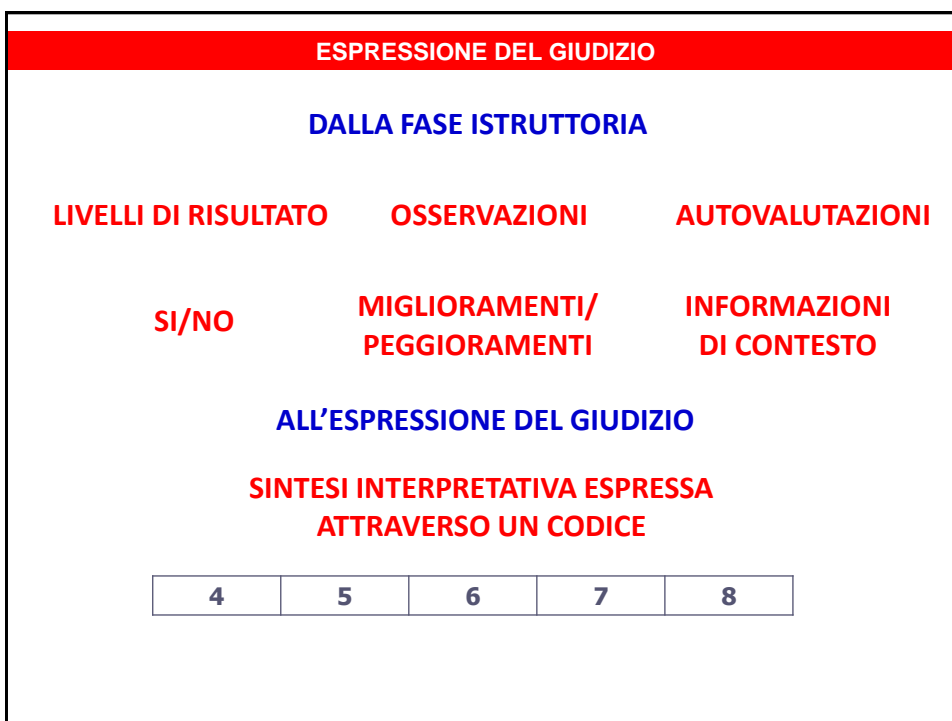 ESPRESSIONE DEL GIUDIZIO
DALLA FASE ISTRUTTORIA
LIVELLI DI RISULTATO OSSERVAZIONI AUTOVALUTAZIONI
SI/NO
MIGLIORAMENTI/
PEGGIORAMENTI
INFORMAZIONI
DI CONTESTO
ALL’ESPRESSIONE DEL GIUDIZIO
SINTESI INTERPRETATIVA ESPRESSA
ATTRAVERSO UN CODICE
4 5 6 7 8